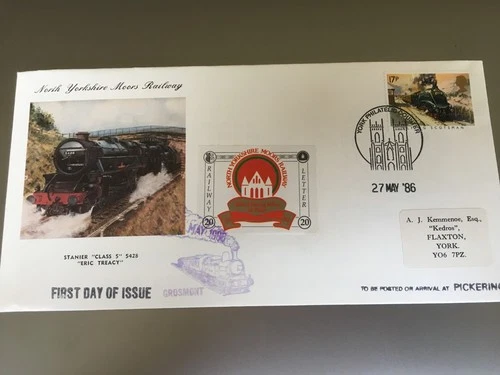 North Yorkshire Moors Railway
17p
FLYING SCOTSMAN
5428
YORK PHILATELIC COUNTER
27 MAY '86
NORTH YORKSHIRE MOORS RAILWAY
RAILWAY
LETTER
20
20
A. J. Kemmenoe, Esq.,
"Kedros",
FLAXTON,
YORK.
YO6 7PZ.
STANIER "CLASS 5" 5428
"ERIC TREACY"
MAY 1986
FIRST DAY OF ISSUE
GROSMONT
TO BE POSTED ON ARRIVAL AT PICKERING